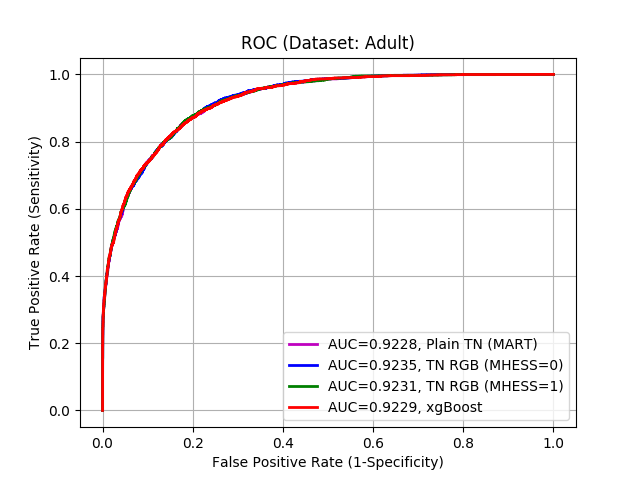 ROC (Dataset: Adult)
True Positive Rate (Sensitivity)
1.0
0.8
0.6
0.4
0.2
0.0
AUC=0.9228, Plain TN (MART)
AUC=0.9235, TN RGB (MHESS=0)
AUC=0.9231, TN RGB (MHESS=1)
AUC=0.9229, xgBoost
0.0 0.2 0.4 0.6 0.8 1.0
False Positive Rate (1-Specificity)